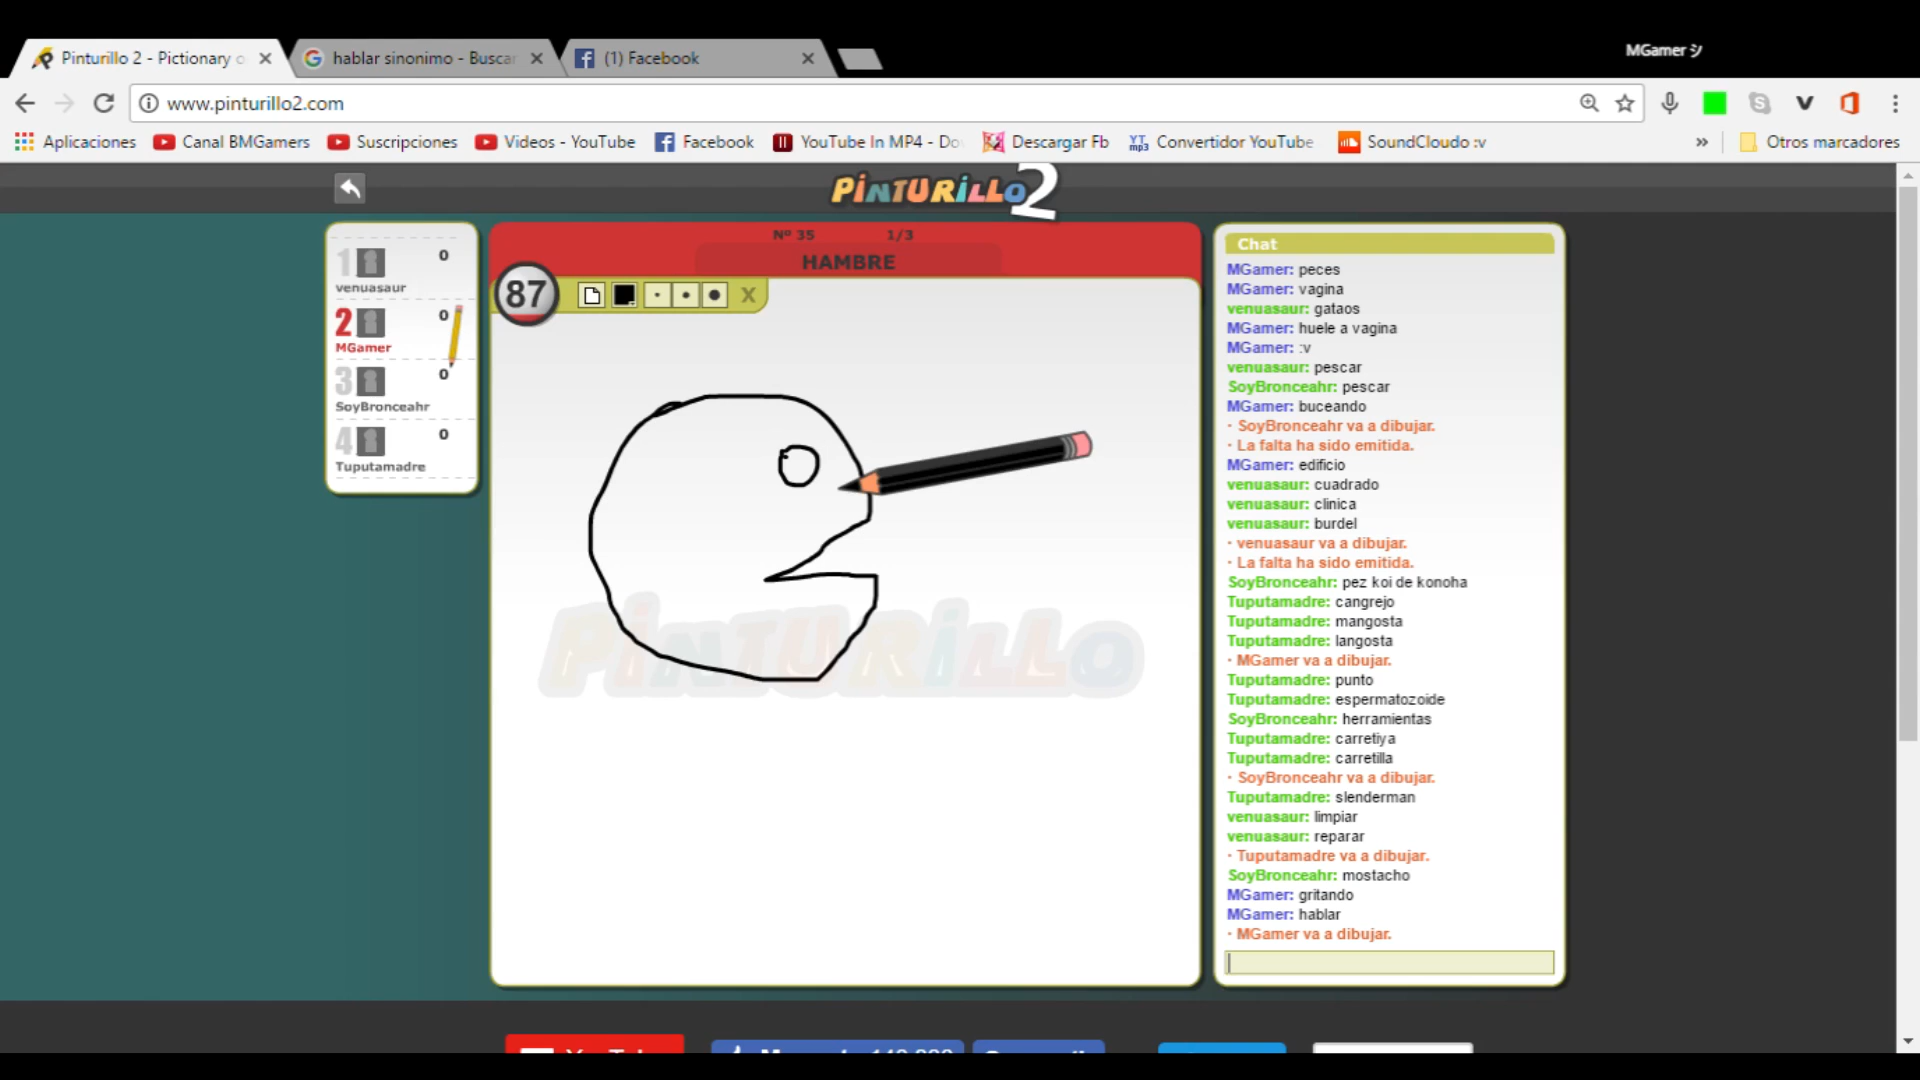 MGamer シ
Pinturillo 2 - Pictionary o
hablar sinonimo - Buscar
(1) Facebook
www.pinturillo2.com
Aplicaciones
Canal BMGamers
Suscripciones
Videos - YouTube
Facebook
YouTube In MP4 - Do
Descargar Fb
Convertidor YouTube
SoundCloudo :v
»
Otros marcadores
PINTURILLO 2
1
0
venuasaur
2
0
MGamer
3
0
SoyBronceahr
4
0
Tuputamadre
Nº 35 1/3
HAMBRE
87
X
PINTURILLO
Chat
MGamer: peces
MGamer: vagina
venuasaur: gataos
MGamer: huele a vagina
MGamer: :v
venuasaur: pescar
SoyBronceahr: pescar
MGamer: buceando
· SoyBronceahr va a dibujar.
· La falta ha sido emitida.
MGamer: edificio
venuasaur: cuadrado
venuasaur: clinica
venuasaur: burdel
· venuasaur va a dibujar.
· La falta ha sido emitida.
SoyBronceahr: pez koi de konoha
Tuputamadre: cangrejo
Tuputamadre: mangosta
Tuputamadre: langosta
· MGamer va a dibujar.
Tuputamadre: punto
Tuputamadre: espermatozoide
SoyBronceahr: herramientas
Tuputamadre: carretiya
Tuputamadre: carretilla
· SoyBronceahr va a dibujar.
Tuputamadre: slenderman
venuasaur: limpiar
venuasaur: reparar
· Tuputamadre va a dibujar.
SoyBronceahr: mostacho
MGamer: gritando
MGamer: hablar
· MGamer va a dibujar.